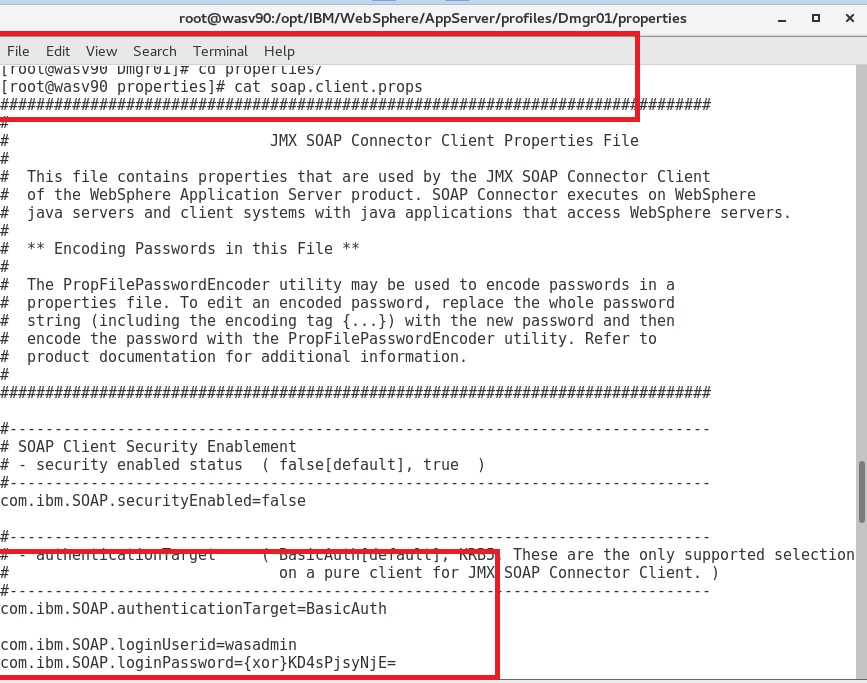 root@wasv90:/opt/IBM/WebSphere/AppServer/profiles/Dmgr01/properties
File Edit View Search Terminal Help
[root@wasv90 Dmgr01]# cd properties/
[root@wasv90 properties]# cat soap.client.props
###############################################################################
#
#                             JMX SOAP Connector Client Properties File
#
#  This file contains properties that are used by the JMX SOAP Connector Client
#  of the WebSphere Application Server product. SOAP Connector executes on WebSphere
#  java servers and client systems with java applications that access WebSphere servers.
#
#  ** Encoding Passwords in this File **
#
#  The PropFilePasswordEncoder utility may be used to encode passwords in a
#  properties file. To edit an encoded password, replace the whole password
#  string (including the encoding tag {...}) with the new password and then
#  encode the password with the PropFilePasswordEncoder utility. Refer to
#  product documentation for additional information.
#
###############################################################################
#------------------------------------------------------------------------------
# SOAP Client Security Enablement
# - security enabled status  ( false[default], true  )
#------------------------------------------------------------------------------
com.ibm.SOAP.securityEnabled=false
#------------------------------------------------------------------------------
# - authenticationTarget     ( BasicAuth[default], KRB5. These are the only supported selection
#                              on a pure client for JMX SOAP Connector Client. )
#------------------------------------------------------------------------------
com.ibm.SOAP.authenticationTarget=BasicAuth
com.ibm.SOAP.loginUserid=wasadmin
com.ibm.SOAP.loginPassword={xor}KD4sPjsyNjE=